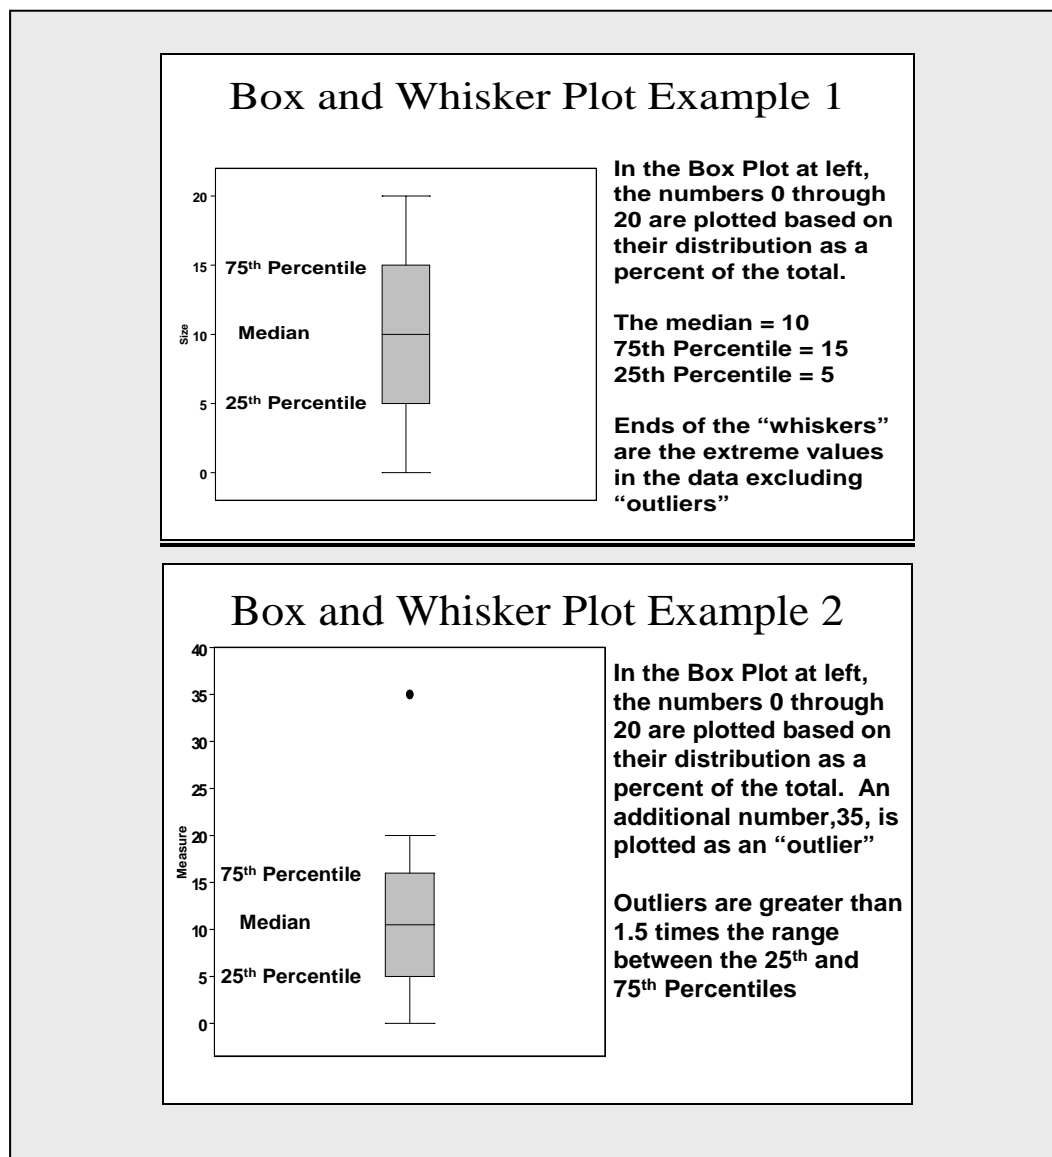 Box and Whisker Plot Example 1
20
15
10
5
0
Size
75th Percentile
Median
25th Percentile
In the Box Plot at left,
the numbers 0 through
20 are plotted based on
their distribution as a
percent of the total.
The median = 10
75th Percentile = 15
25th Percentile = 5
Ends of the “whiskers”
are the extreme values
in the data excluding
“outliers”
Box and Whisker Plot Example 2
40
35
30
25
20
15
10
5
0
Measure
75th Percentile
Median
25th Percentile
In the Box Plot at left,
the numbers 0 through
20 are plotted based on
their distribution as a
percent of the total. An
additional number,35, is
plotted as an “outlier”
Outliers are greater than
1.5 times the range
between the 25th and
75th Percentiles